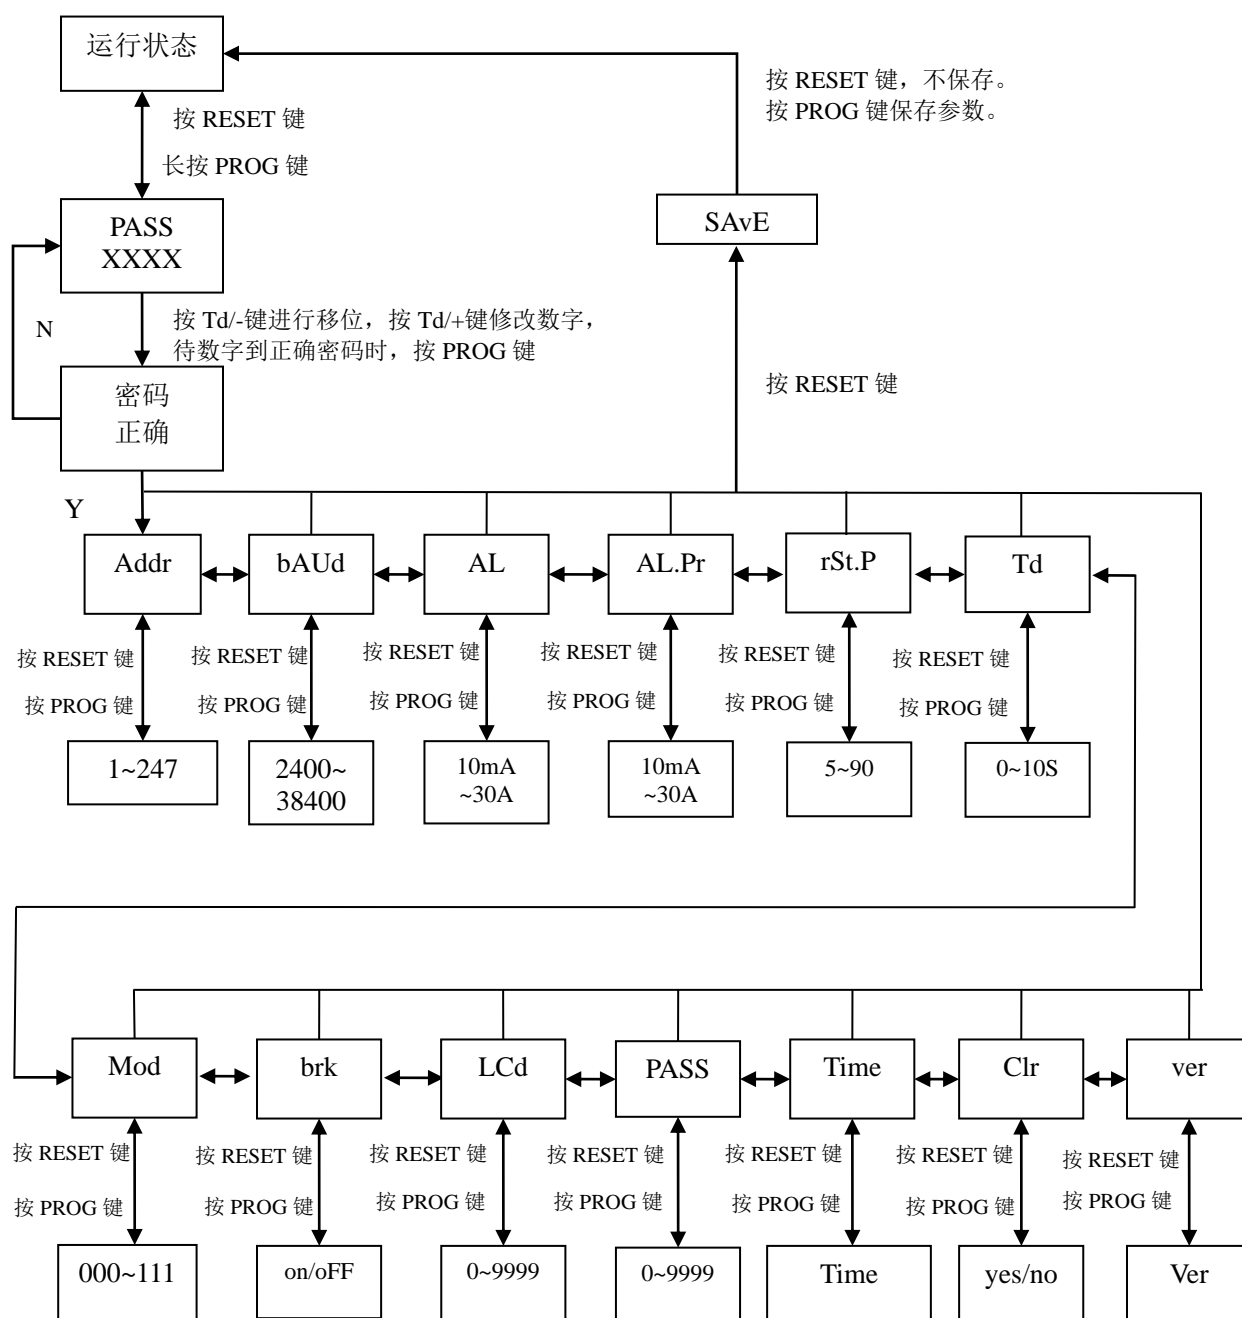 运行状态
按 RESET 键，不保存。
按 PROG 键保存参数。
按 RESET 键
长按 PROG 键
PASS
XXXX
SAvE
N
按 Td/-键进行移位，按 Td/+键修改数字，
待数字到正确密码时，按 PROG 键
按 RESET 键
密码
正确
Y
Addr
bAUd
AL
AL.Pr
rSt.P
Td
按 RESET 键
按 RESET 键
按 RESET 键
按 RESET 键
按 RESET 键
按 RESET 键
按 PROG 键
按 PROG 键
按 PROG 键
按 PROG 键
按 PROG 键
按 PROG 键
1~247
2400~
38400
10mA
~30A
10mA
~30A
5~90
0~10S
Mod
brk
LCd
PASS
Time
Clr
ver
按 RESET 键
按 RESET 键
按 RESET 键
按 RESET 键
按 RESET 键
按 RESET 键
按 RESET 键
按 PROG 键
按 PROG 键
按 PROG 键
按 PROG 键
按 PROG 键
按 PROG 键
按 PROG 键
000~111
on/oFF
0~9999
0~9999
Time
yes/no
Ver